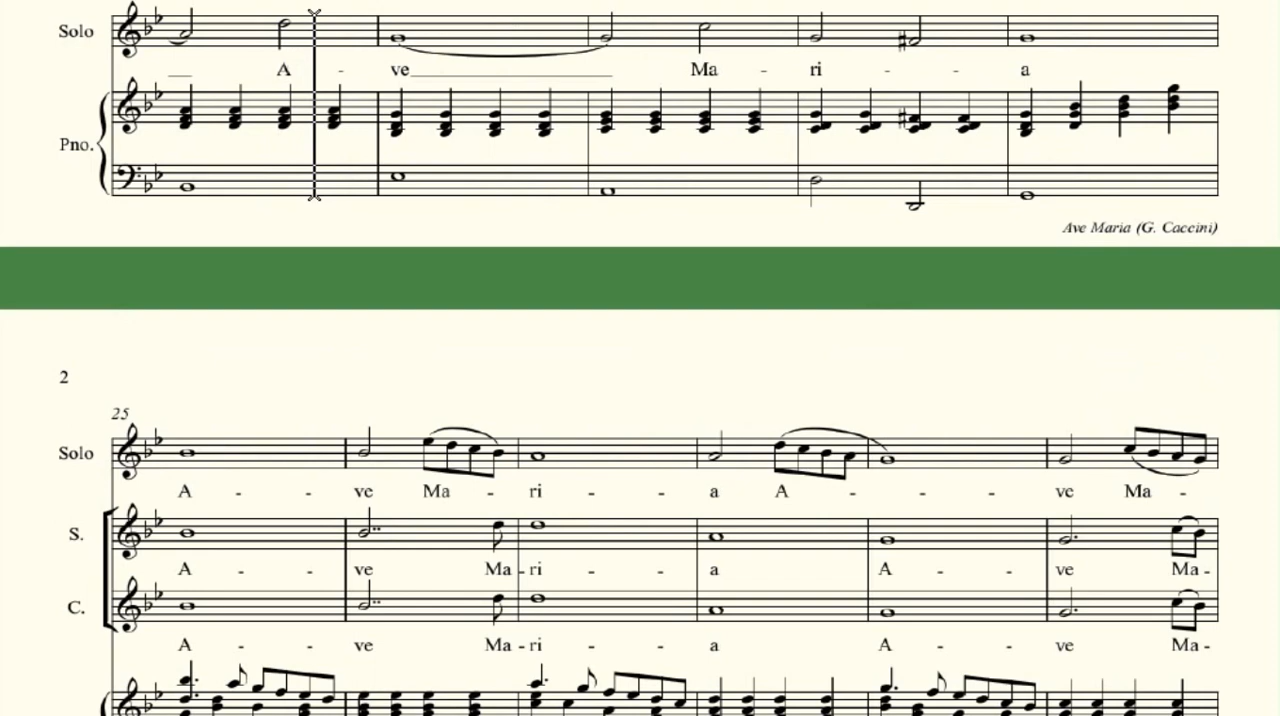 Solo
A - ve Ma - ri - a
Pno.
Ave Maria (G. Caccini)
2
25
Solo
A - - ve Ma - ri - - a A - - - ve Ma -
S.
A - - ve Ma - ri - - a A - - ve Ma -
C.
A - - ve Ma - ri - - a A - - ve Ma -